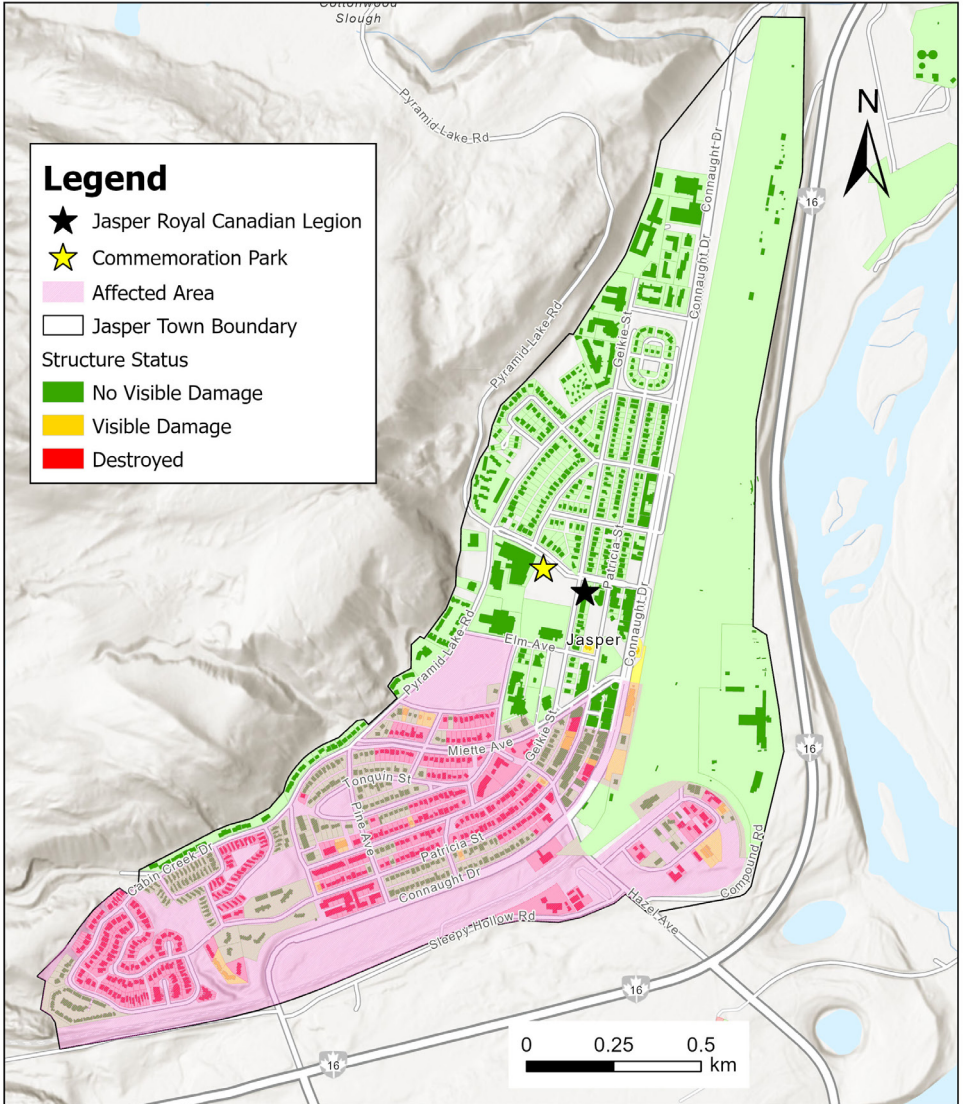 Cottonwood
Slough
Pyramid Lake Rd
N
Connaught Dr
16
Legend
Jasper Royal Canadian Legion
Commemoration Park
Affected Area
Jasper Town Boundary
Structure Status
No Visible Damage
Visible Damage
Destroyed
Connaught Dr
Pyramid Lake Rd
Geikie St
Patricia St
Connaught Dr
Jasper
Elm Ave
Pyramid Lake Rd
Geikie St
Miette Ave
16
Tonquin St
Pine Ave
Patricia St
Cabin Creek Dr
Connaught Dr
Compound Rd
Hazel Ave
Sleepy Hollow Rd
16
0 0.25 0.5
km
16